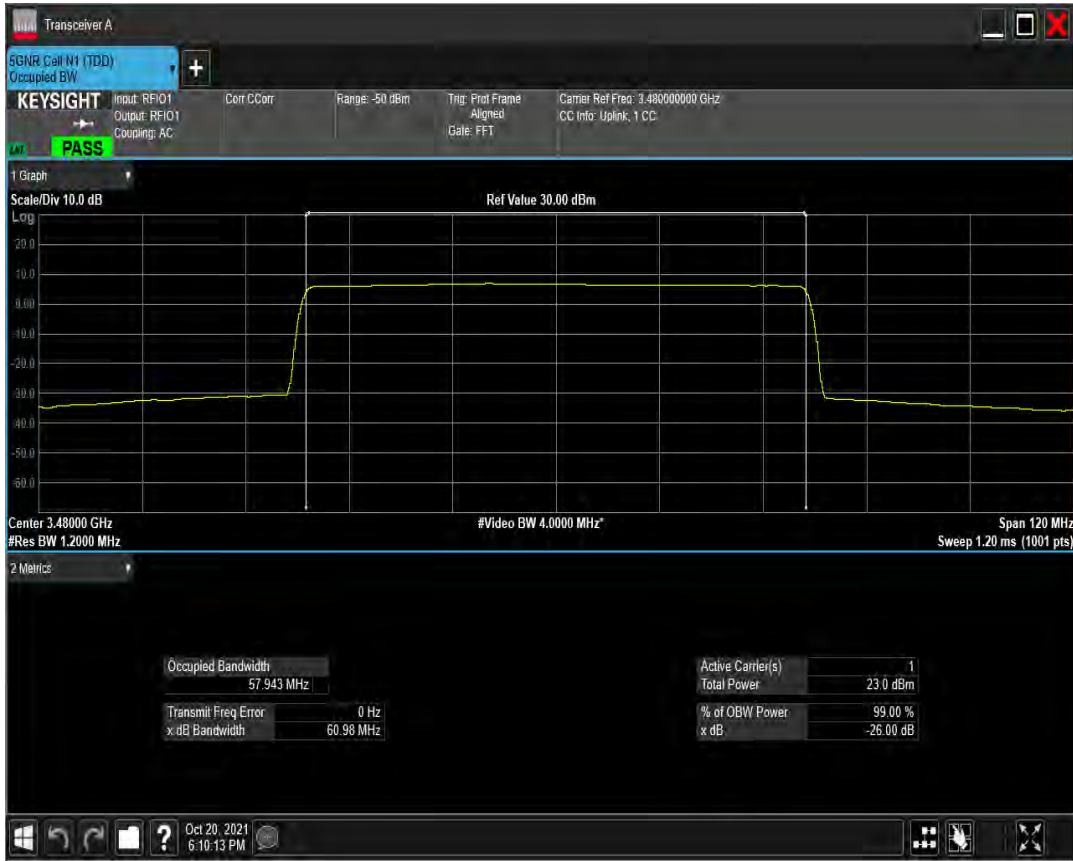 Transceiver A
5GNR Cell N1 (TDD)
Occupied BW
+
KEYSIGHT
Input: RFIO1
Output: RFIO1
Coupling: AC
Corr CCorr
Range: -50 dBm
Trig: Prot Frame
Aligned
Gate: FFT
Carrier Ref Freq: 3.480000000 GHz
CC Info: Uplink, 1 CC
PASS
1 Graph
Scale/Div 10.0 dB
Ref Value 30.00 dBm
Log
20.0
10.0
0.00
-10.0
-20.0
-30.0
-40.0
-50.0
-60.0
Center 3.48000 GHz
#Video BW 4.0000 MHz*
Span 120 MHz
#Res BW 1.2000 MHz
Sweep 1.20 ms (1001 pts)
2 Metrics
Occupied Bandwidth
57.943 MHz
Transmit Freq Error 0 Hz
x dB Bandwidth 60.98 MHz
Active Carrier(s) 1
Total Power 23.0 dBm
% of OBW Power 99.00 %
x dB -26.00 dB
?
Oct 20, 2021
6:10:13 PM